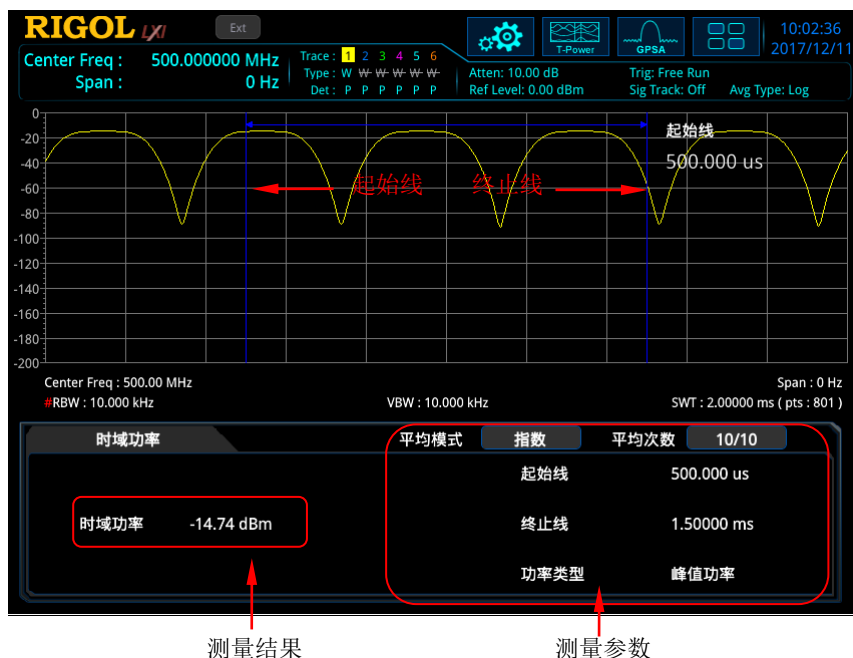 RIGOL LXI Ext
T-Power GPSA
10:02:36
2017/12/11
Center Freq : 500.000000 MHz
Span : 0 Hz
Trace : 1 2 3 4 5 6
Type : W W W W W W
Det : P P P P P P
Atten: 10.00 dB
Ref Level: 0.00 dBm
Trig: Free Run
Sig Track: Off Avg Type: Log
0
-20
-40
-60
-80
-100
-120
-140
-160
-180
-200
起始线
500.000 us
起始线 终止线
Center Freq : 500.00 MHz Span : 0 Hz
#RBW : 10.000 kHz VBW : 10.000 kHz SWT : 2.00000 ms ( pts : 801 )
时域功率
平均模式 指数 平均次数 10/10
起始线 500.000 us
时域功率 -14.74 dBm
终止线 1.50000 ms
功率类型 峰值功率
测量结果 测量参数